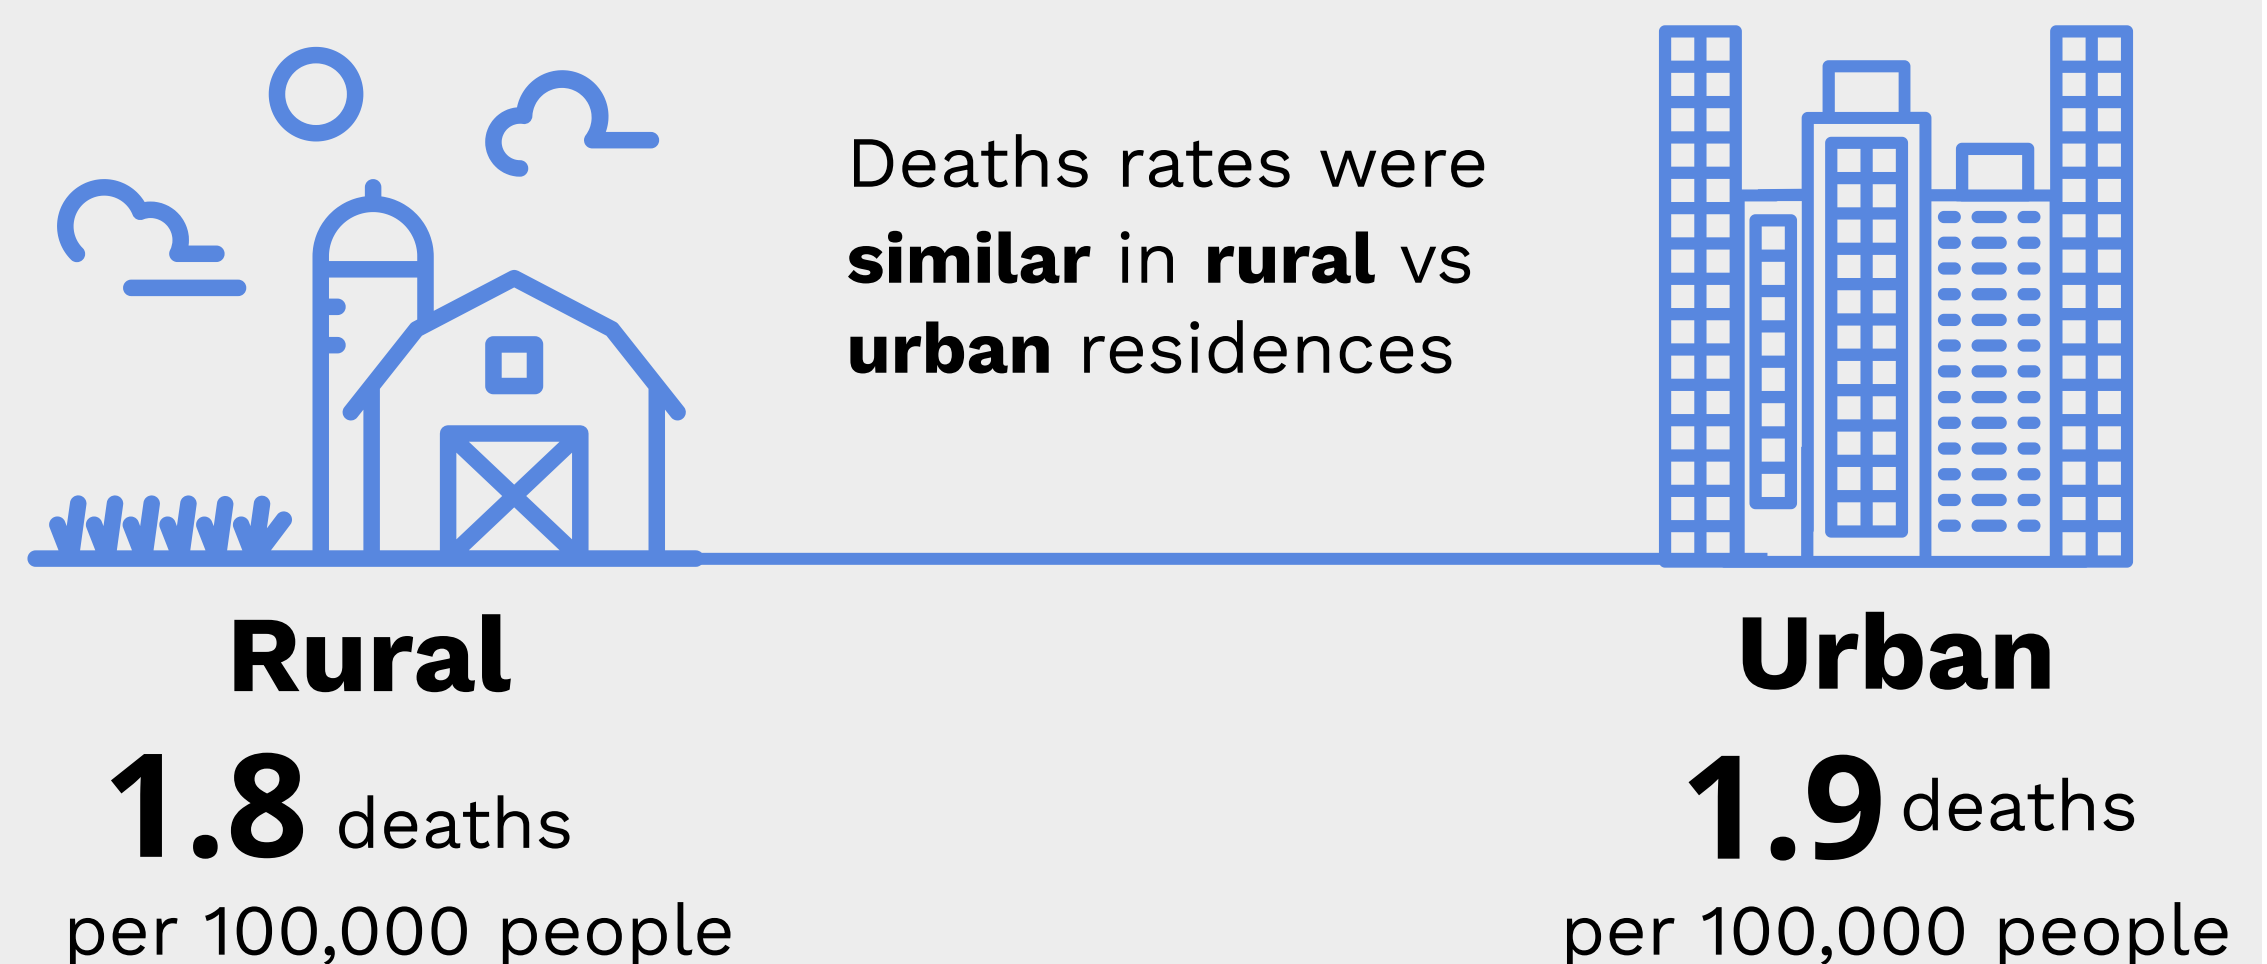 Deaths rates were
similar in rural vs
urban residences
Rural
1.8 deaths
per 100,000 people
Urban
1.9 deaths
per 100,000 people